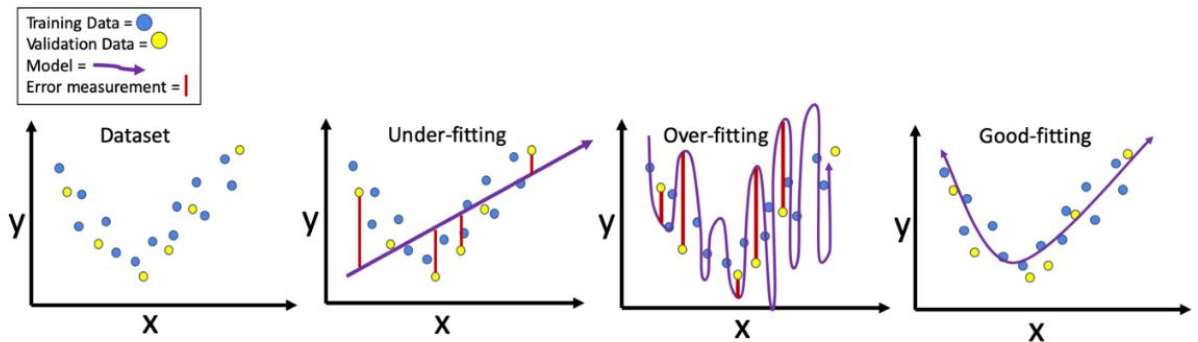 Training Data =
Validation Data =
Model =
Error measurement =
Dataset
y
x
Under-fitting
y
x
Over-fitting
y
x
Good-fitting
y
x